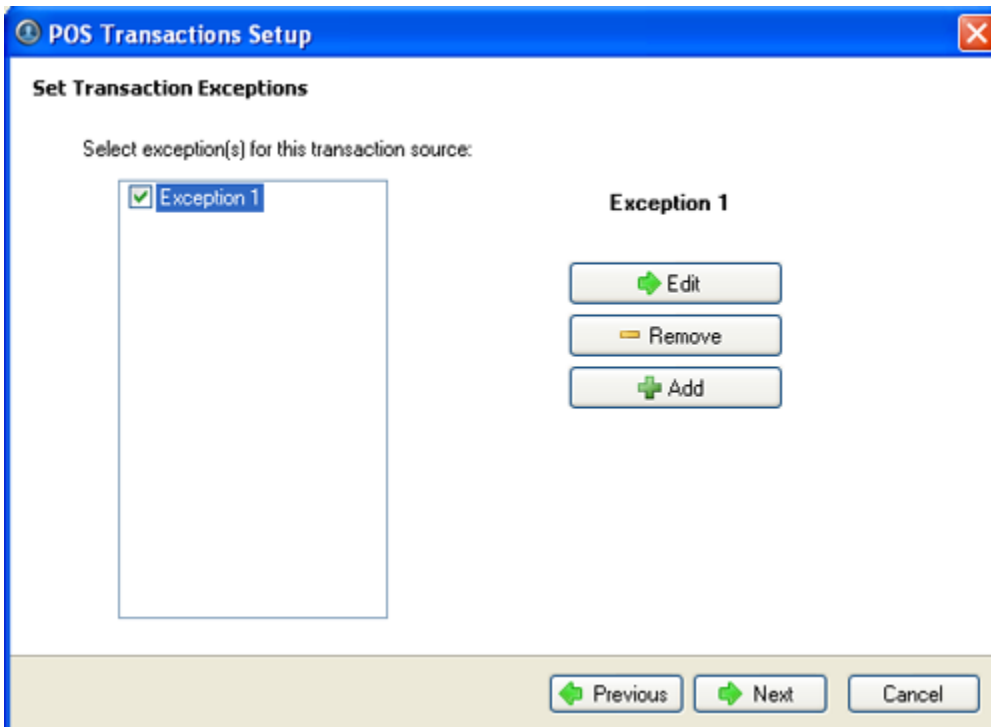 POS Transactions Setup
Set Transaction Exceptions
Select exception(s) for this transaction source:
Exception 1
Exception 1
Edit
Remove
Add
Previous Next Cancel